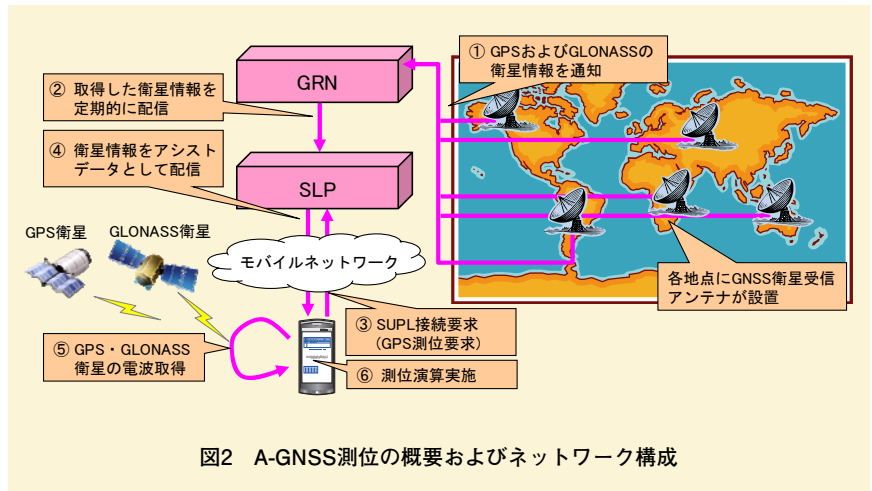 ① GPSおよびGLONASSの
衛星情報を通知
GRN
② 取得した衛星情報を
定期的に配信
④ 衛星情報をアシスト
データとして配信
SLP
GPS衛星
GLONASS衛星
モバイルネットワーク
各地点にGNSS衛星受信
アンテナが設置
③ SUPL接続要求
(GPS測位要求)
⑤ GPS・GLONASS
衛星の電波取得
⑥ 測位演算実施
図2 A-GNSS測位の概要およびネットワーク構成